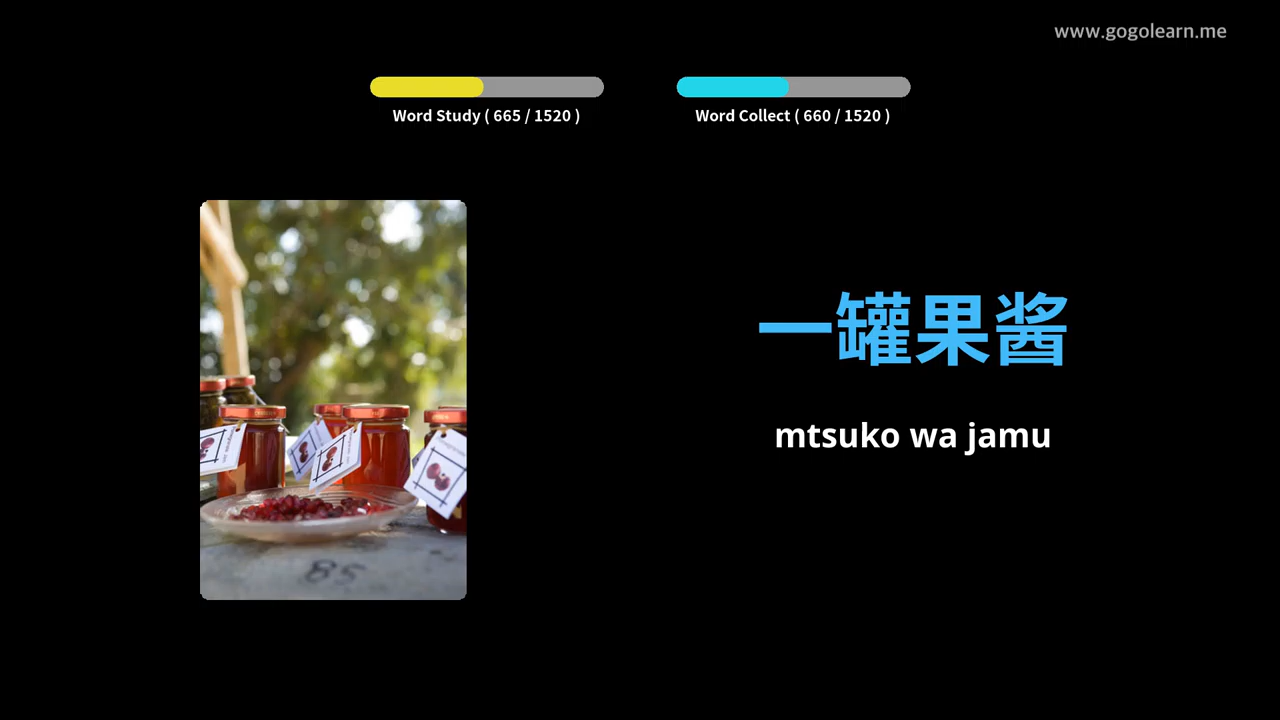 www.gogolearn.me
Word Study ( 665 / 1520 )
Word Collect ( 660 / 1520 )
一罐果酱
mtsuko wa jamu
85